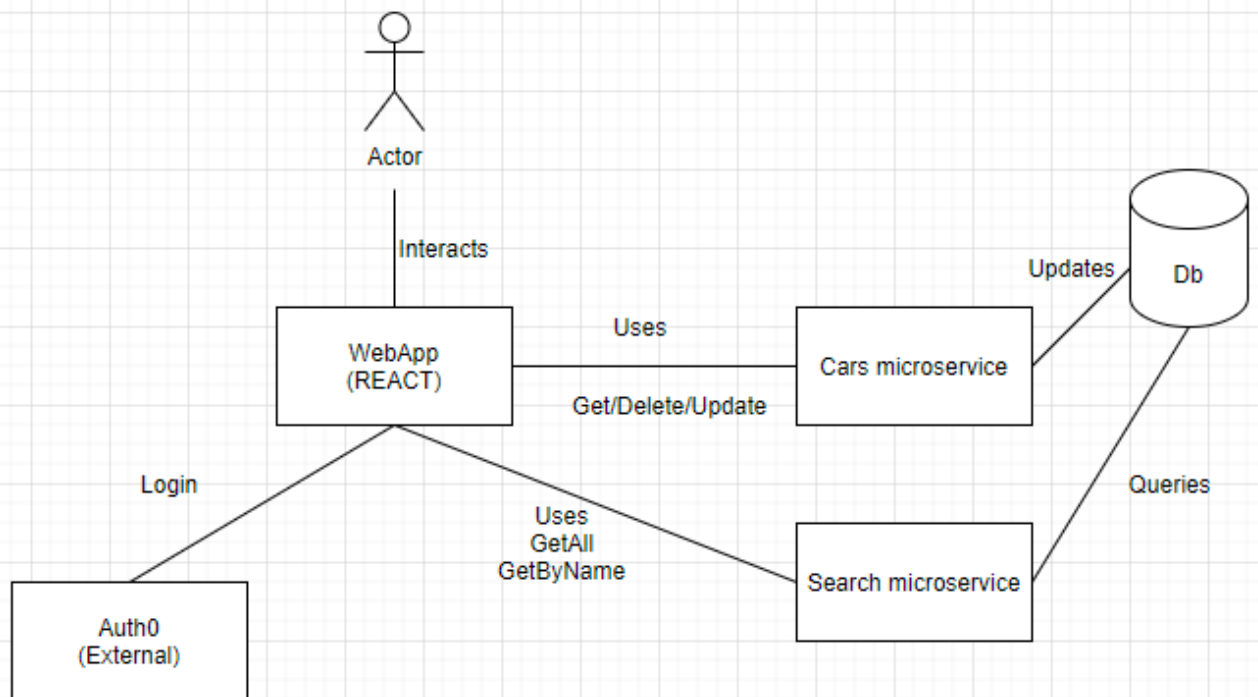 Actor
Interacts
Updates
Db
Uses
WebApp
(REACT)
Cars microservice
Get/Delete/Update
Login
Queries
Uses
GetAll
GetByName
Search microservice
Auth0
(External)